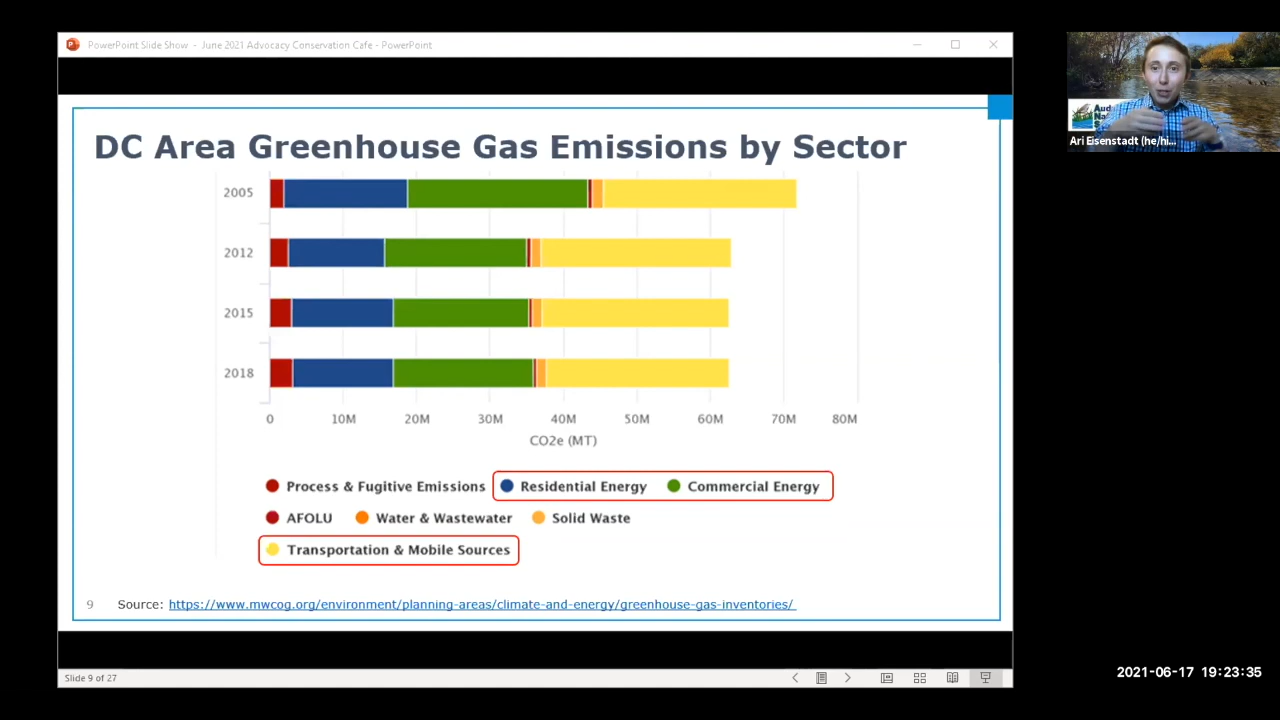 PowerPoint Slide Show - June 2021 Advocacy Conservation Cafe - PowerPoint
DC Area Greenhouse Gas Emissions by Sector
2005
2012
2015
2018
0 10M 20M 30M 40M 50M 60M 70M 80M
CO2e (MT)
Process & Fugitive Emissions Residential Energy Commercial Energy
AFOLU Water & Wastewater Solid Waste
Transportation & Mobile Sources
9 Source: https://www.mwcog.org/environment/planning-areas/climate-and-energy/greenhouse-gas-inventories/
Slide 9 of 27
Ari Eisenstadt (he/hi...
2021-06-17 19:23:35